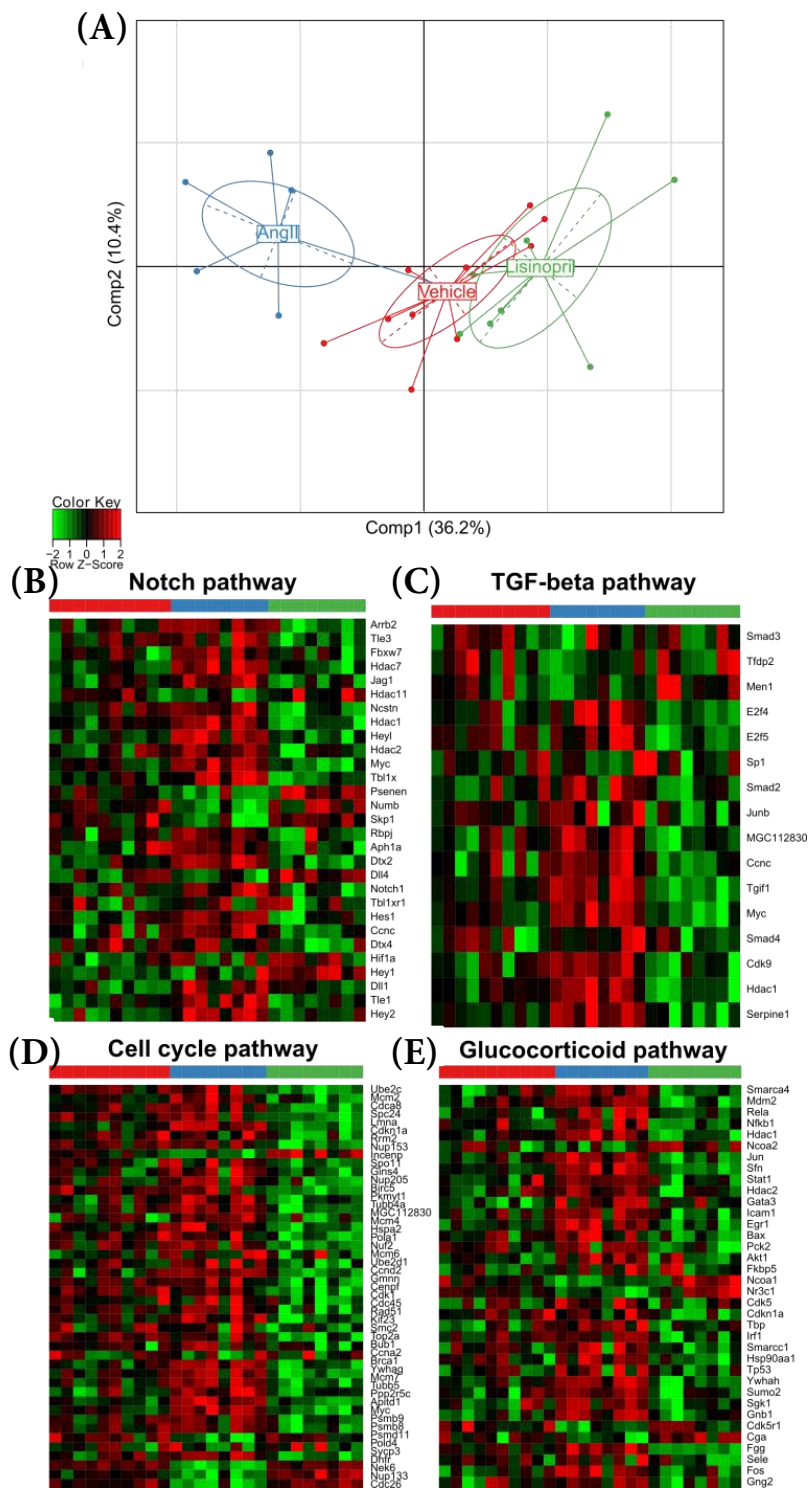 (A)
Comp2 (10.4%)
AngII
Lisinopril
Vehicle
Comp1 (36.2%)
Color Key
−2 1 0 1 2
Row Z−Score
(B)
Notch pathway
Arrb2
Tle3
Fbxw7
Hdac7
Jag1
Hdac11
Ncstn
Hdac1
Heyl
Hdac2
Myc
Tbl1x
Psenen
Numb
Skp1
Rbpj
Aph1a
Dtx2
Dll4
Notch1
Tbl1xr1
Hes1
Ccnc
Dtx4
Hif1a
Hey1
Dll1
Tle1
Hey2
(C)
TGF-beta pathway
Smad3
Tfdp2
Men1
E2f4
E2f5
Sp1
Smad2
Junb
MGC112830
Ccnc
Tgif1
Myc
Smad4
Cdk9
Hdac1
Serpine1
(D)
Cell cycle pathway
Ube2c
Mcm2
Cdca8
Spc24
Lmna
Cdkn1a
Rrm2
Nup153
Incenp
Spo11
Gins4
Nup205
Birc5
Pkmyt1
Tubb4a
MGC112830
Mcm4
Hspa2
Pola1
Nuf2
Mcm6
Ube2d1
Ccnd2
Gmnn
Cenpf
Cdk1
Cdc45
Rad51
Kif23
Smc2
Top2a
Bub1
Ccna2
Brca1
Ywhag
Mcm7
Tubb5
Ppp2r5c
Apitd1
Myc
Psmb9
Psmb8
Psmd11
Pold4
Sycp3
Dhfr
Nek6
Nup133
Cdc26
(E)
Glucocorticoid pathway
Smarca4
Mdm2
Rela
Nfkb1
Hdac1
Ncoa2
Jun
Sfn
Stat1
Hdac2
Gata3
Icam1
Egr1
Bax
Pck2
Akt1
Fkbp5
Ncoa1
Nr3c1
Cdk5
Cdkn1a
Tbp
Irf1
Smarcc1
Hsp90aa1
Tp53
Ywhah
Sumo2
Sgk1
Gnb1
Cdk5r1
Cga
Fgg
Sele
Fos
Gng2